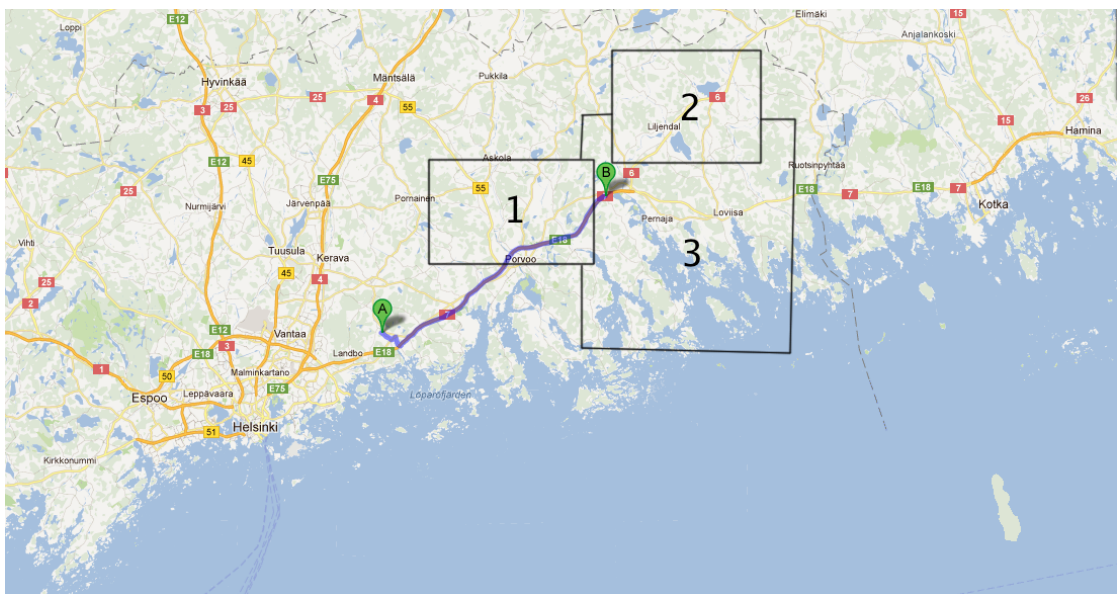 Loppi
E12
Elimäki
15
Anjalankoski
Hyvinkää
Mäntsälä
Pukkila
25
4
55
3
25
25
6
26
2
15
Hamina
Liljendal
E12
45
Askola
Ruotsinpyhtää
E75
B
6
E18
7
E18
7
25
55
Pornainen
1
Kotka
Nurmijärvi
Järvenpää
Pernaja
Loviisa
Vihti
Tuusula
Kerava
E18
3
25
45
4
Porvoo
2
A
7
E12
Vantaa
E18
3
Landbo
E18
1
50
Malminkartano
Espoo
Leppävaara
E75
Löparöfjärden
51
Helsinki
Kirkkonummi